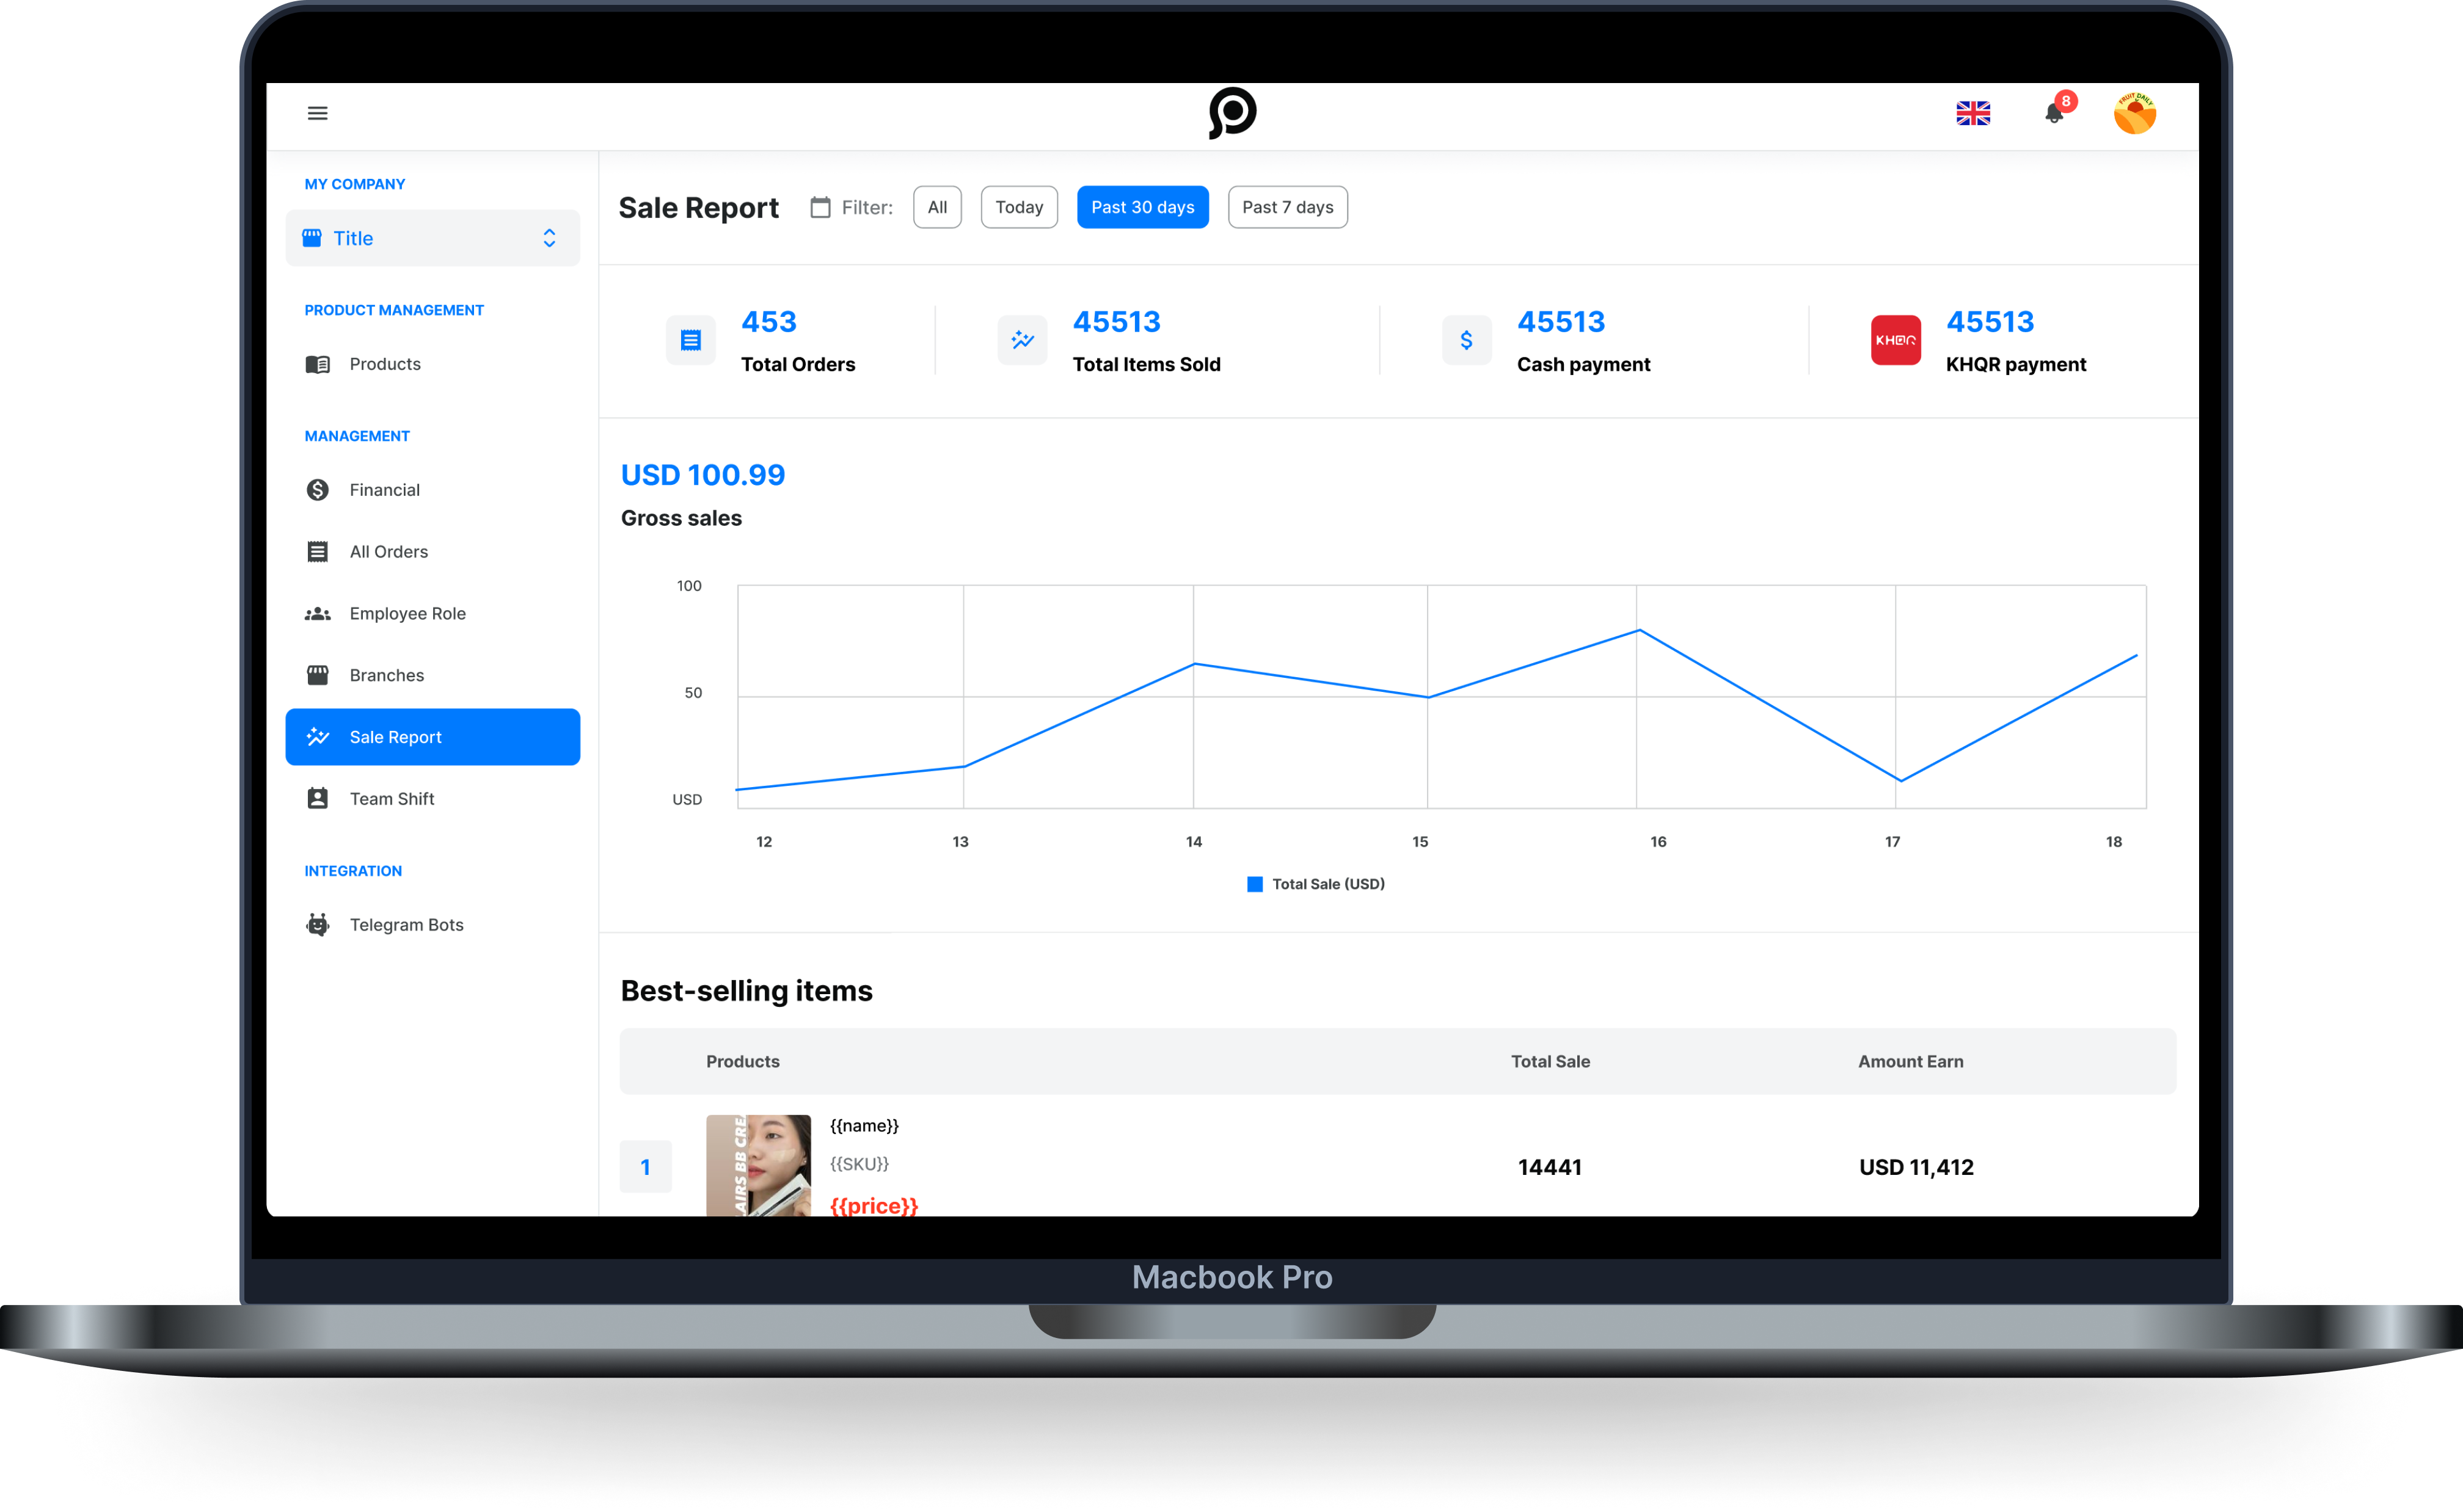 8
FRUIT DAILY
MY COMPANY
Title
PRODUCT MANAGEMENT
Products
MANAGEMENT
Financial
All Orders
Employee Role
Branches
Sale Report
Team Shift
INTEGRATION
Telegram Bots
Sale Report
Filter:
All
Today
Past 30 days
Past 7 days
453
Total Orders
45513
Total Items Sold
$
45513
Cash payment
KHQR
45513
KHQR payment
USD 100.99
Gross sales
100
50
USD
12 13 14 15 16 17 18
Total Sale (USD)
Best-selling items
Products Total Sale Amount Earn
1
{{name}}
{{SKU}}
{{price}}
14441
USD 11,412
Macbook Pro